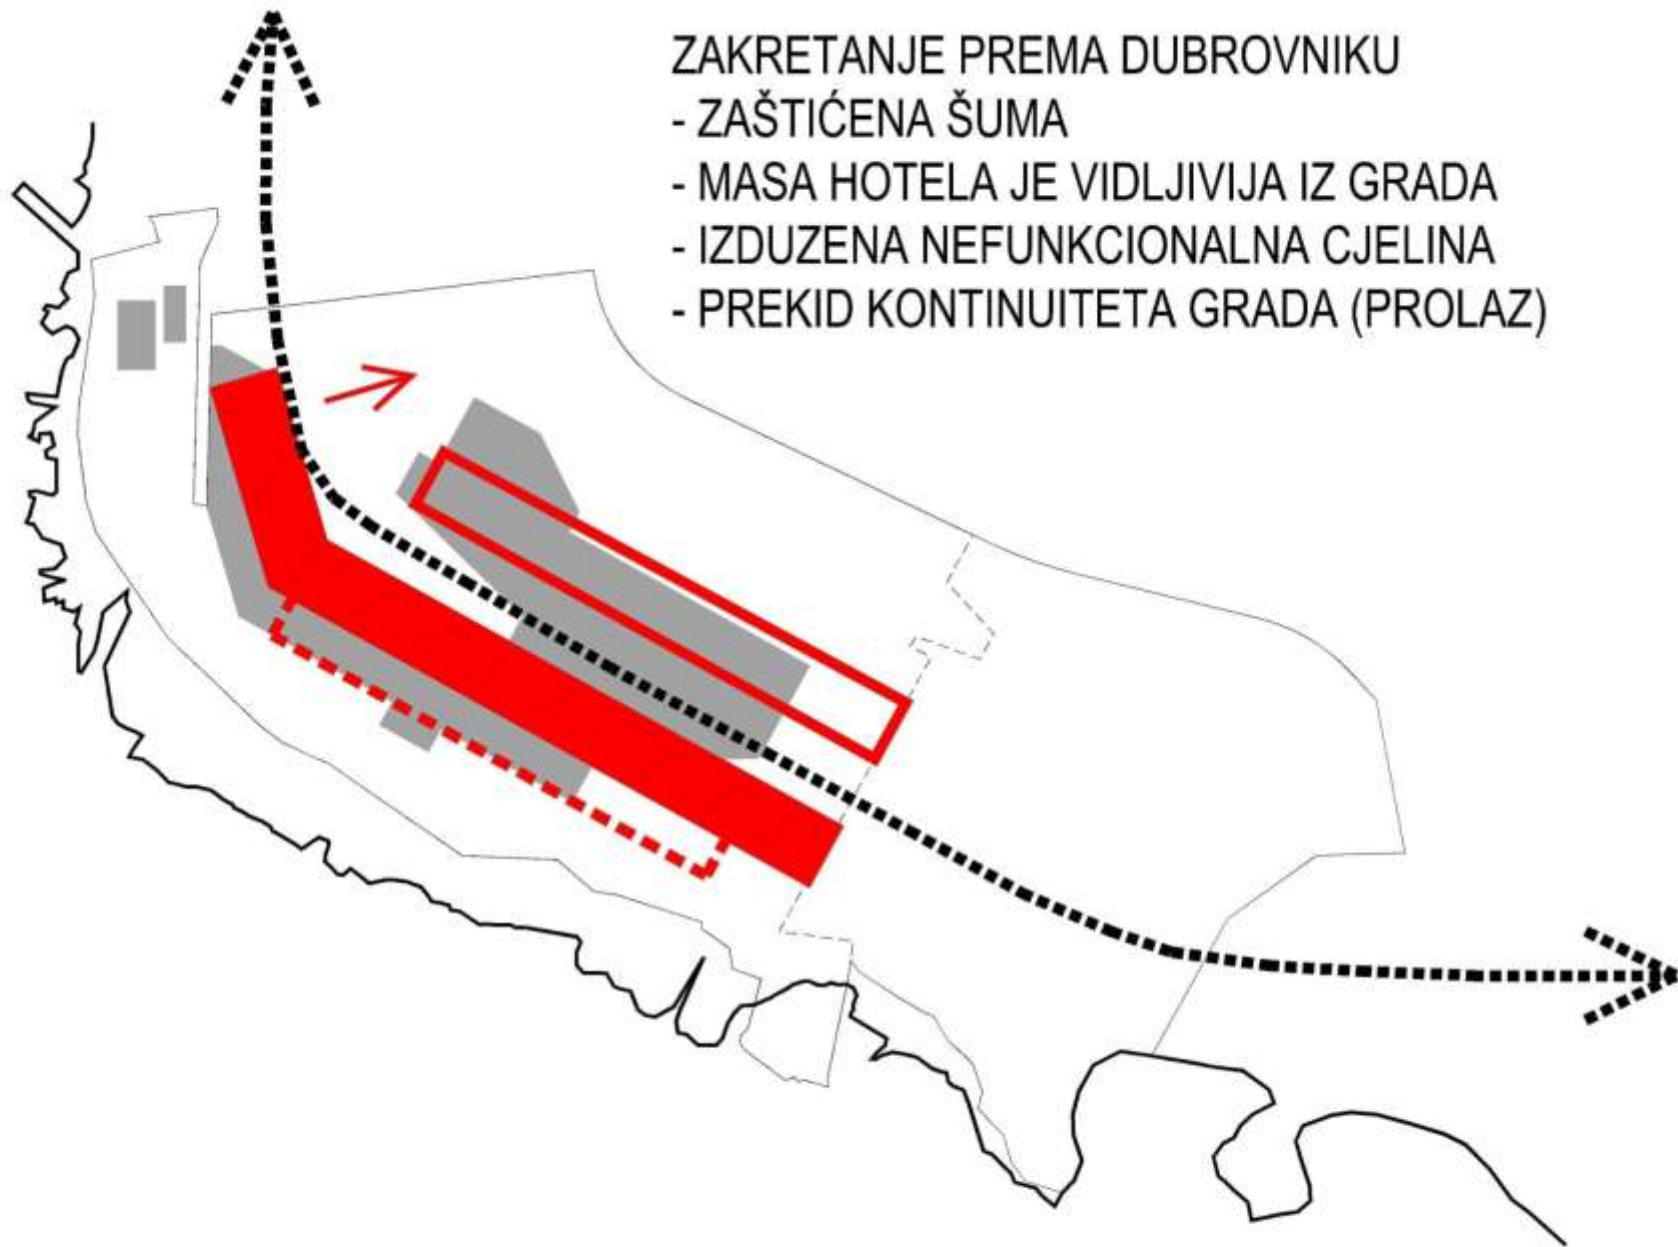 ZAKRETANJE PREMA DUBROVNIKU
- ZAŠTIĆENA ŠUMA
- MASA HOTELA JE VIDLJIVIJA IZ GRADA
- IZDUZENA NEFUNKCIONALNA CJELINA
- PREKID KONTINUITETA GRADA (PROLAZ)